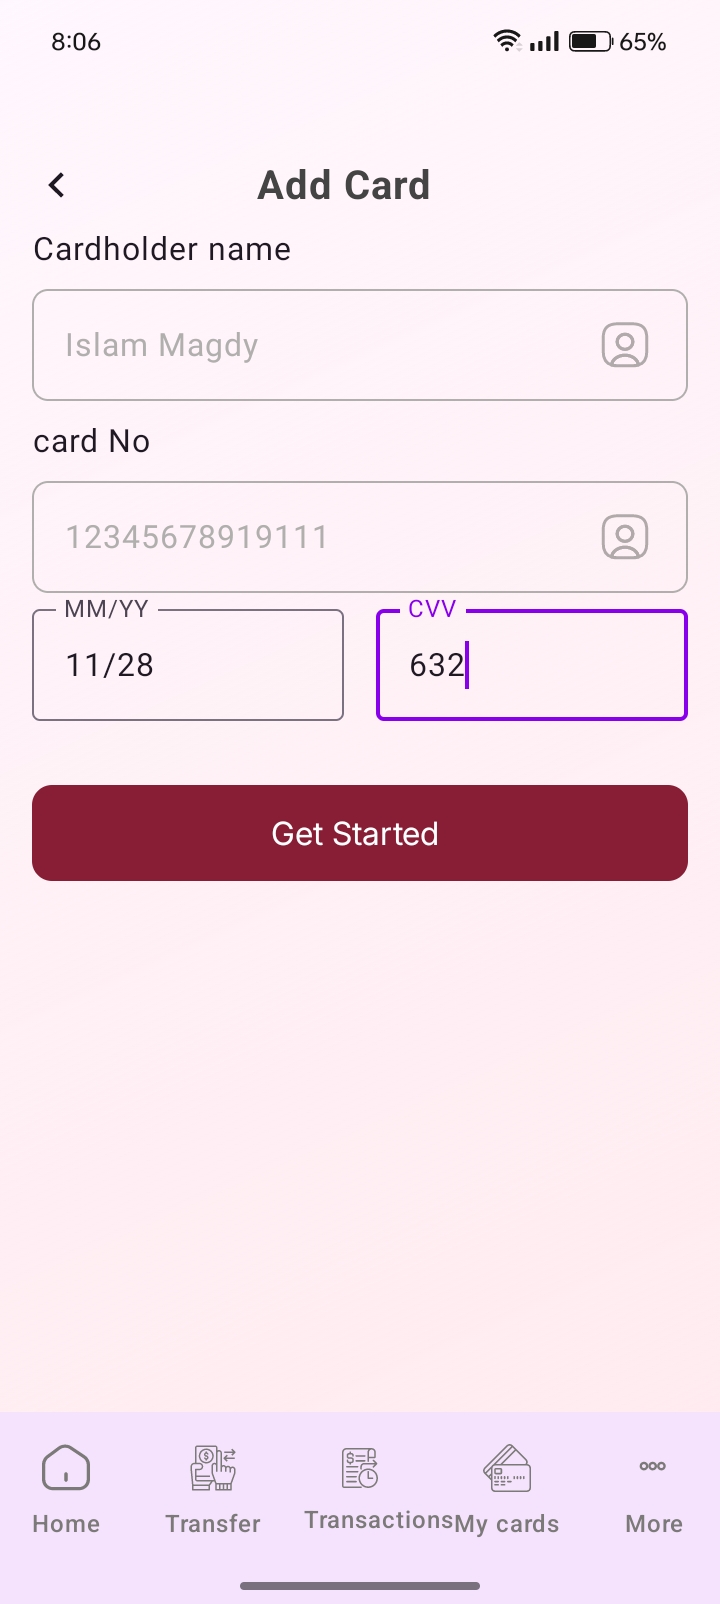 8:06 65%
Add Card
Cardholder name
Islam Magdy
card No
12345678919111
MM/YY CVV
11/28 632
Get Started
Home Transfer Transactions My cards More